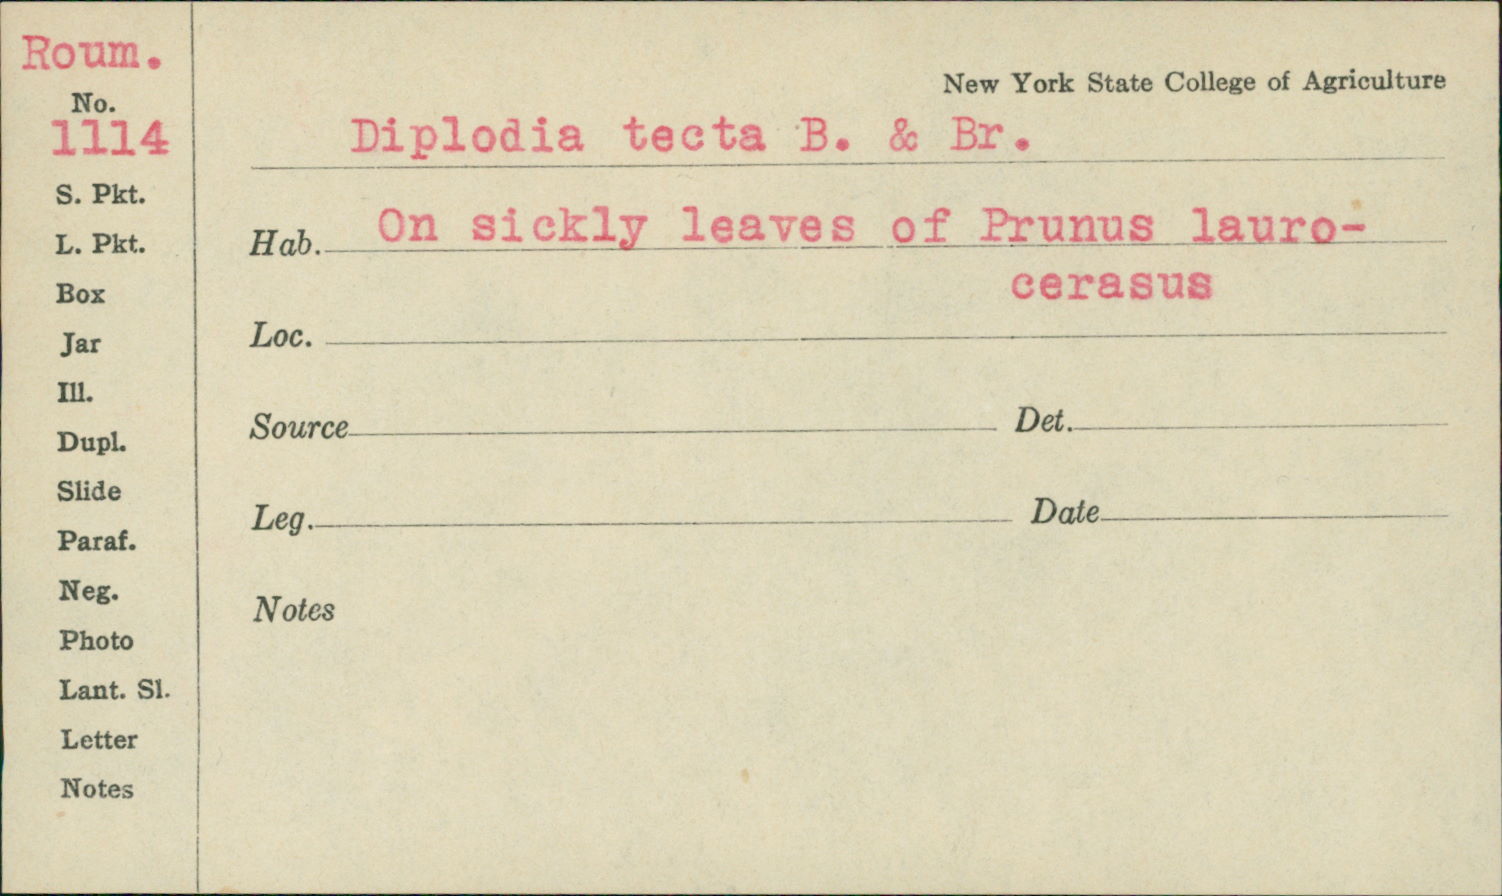 Roum.
No.
1114
S. Pkt.
L. Pkt.
Box
Jar
Ill.
Dupl.
Slide
Paraf.
Neg.
Photo
Lant. Sl.
Letter
Notes
New York State College of Agriculture
Diplodia tecta B. & Br.
Hab. On sickly leaves of Prunus lauro-
cerasus
Loc.
Source Det.
Leg. Date
Notes